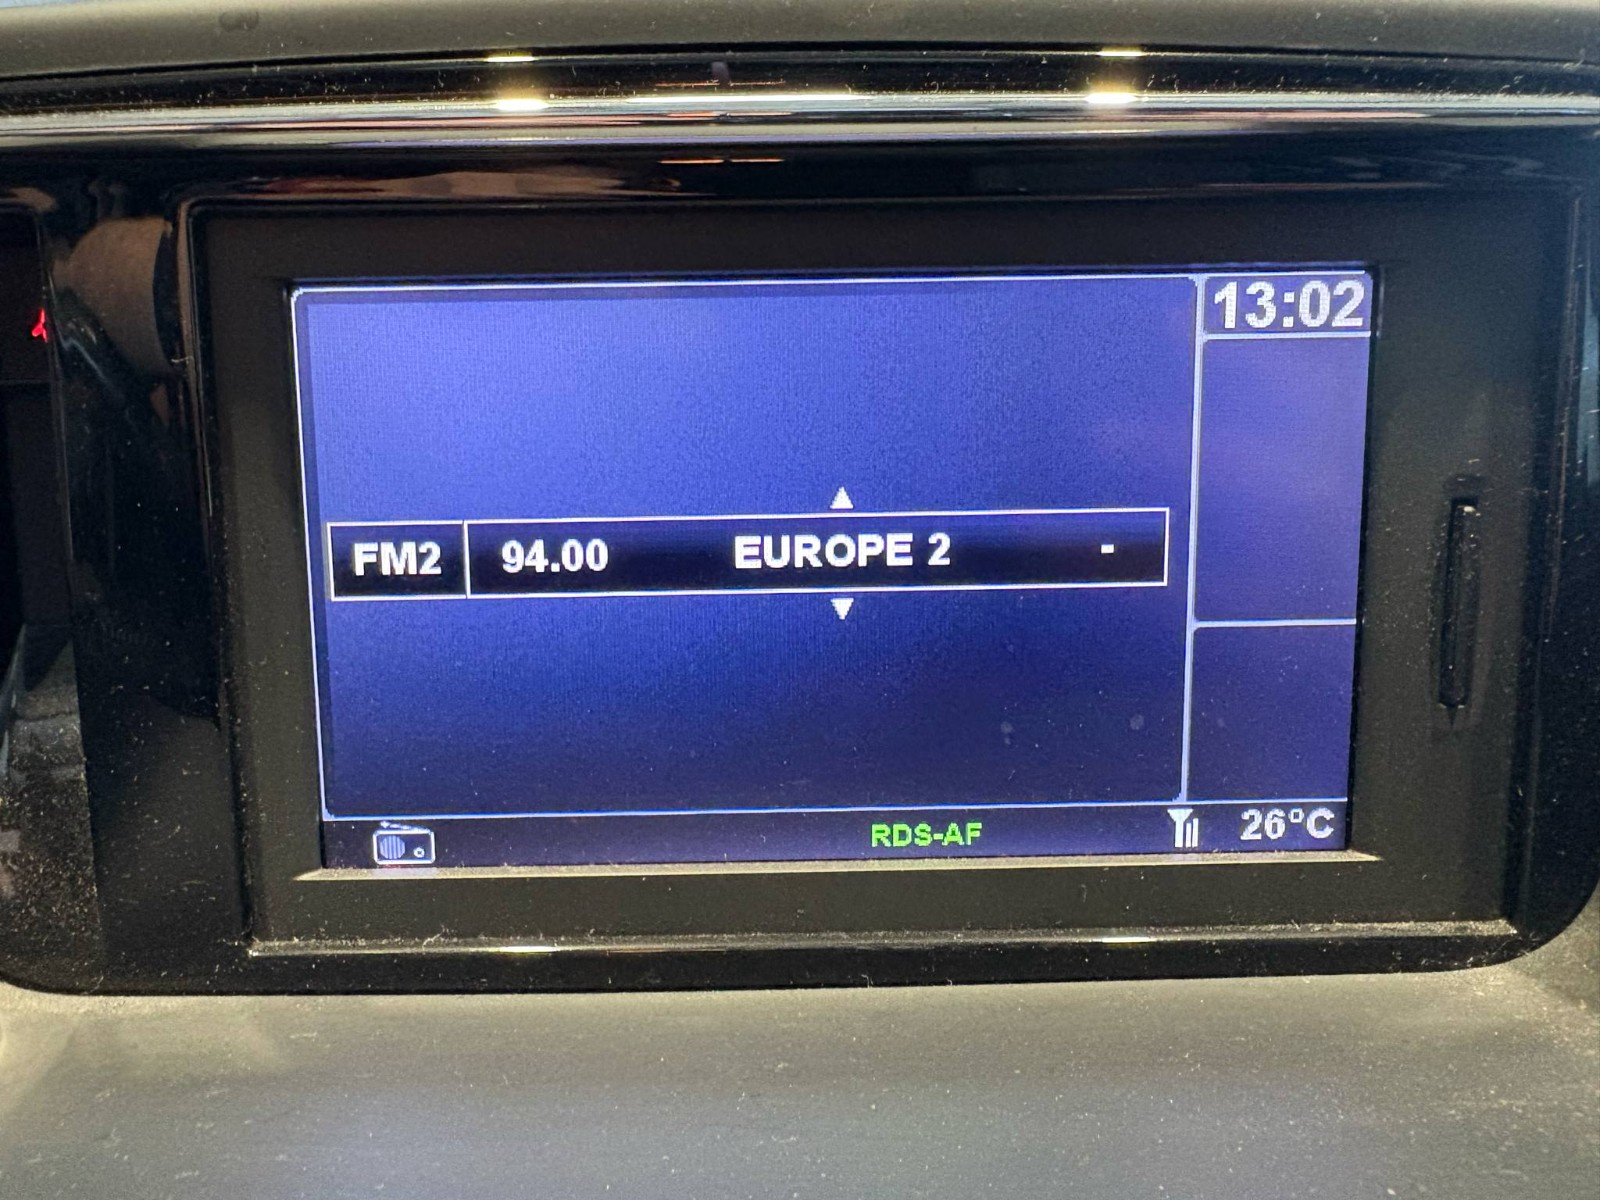 13:02
FM2 94.00 EUROPE 2 -
RDS-AF 26°C